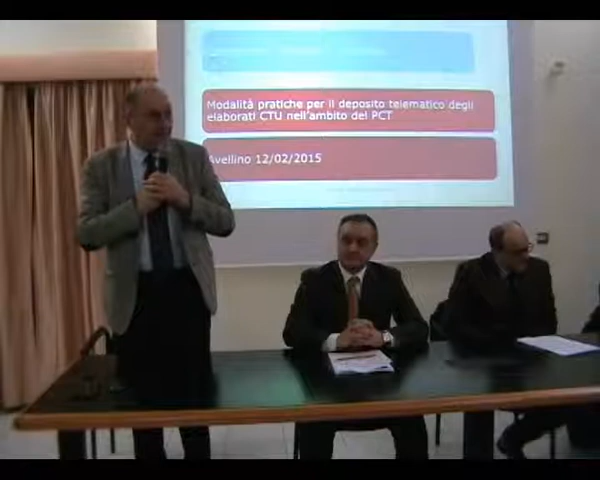 Modalità pratiche per il deposito telematico degli
elaborati CTU nell'ambito del PCT
Avellino 12/02/2015